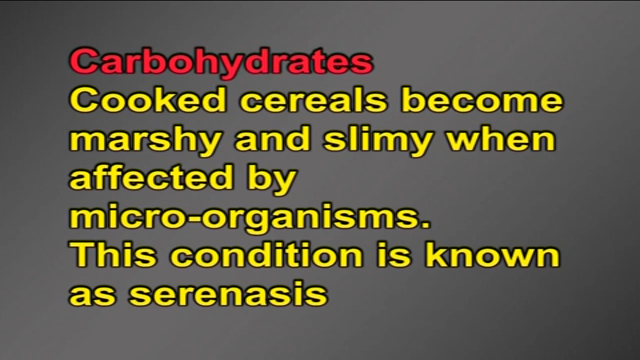 Carbohydrates
Cooked cereals become
marshy and slimy when
affected by
micro-organisms.
This condition is known
as serenasis